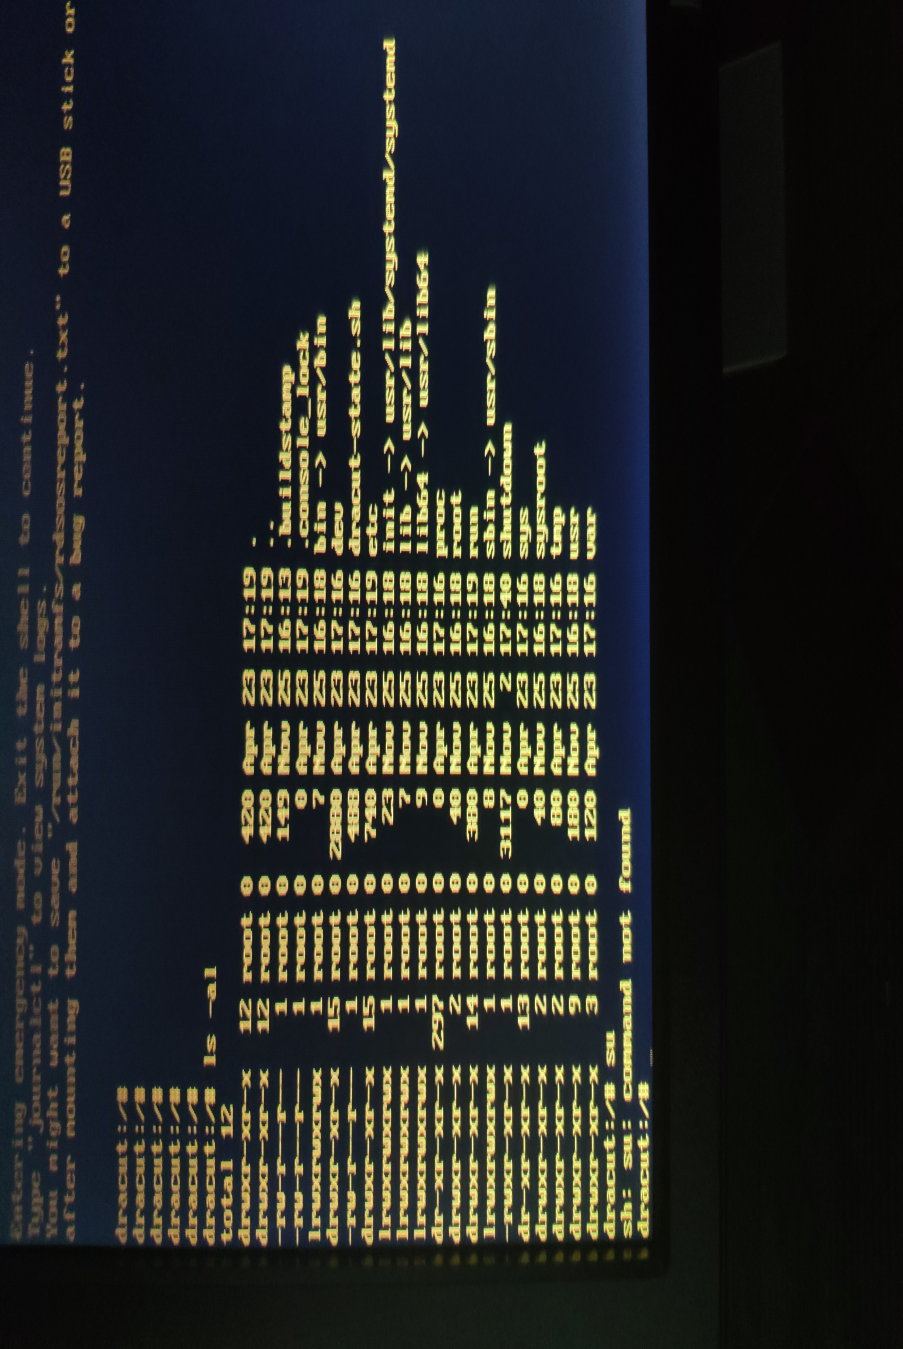 Entering emergency mode. Exit the shell to continue.
Type "journalctl" to view system logs.
You might want to save "/run/initramfs/rdsosreport.txt" to a USB stick or
after mounting them and attach it to a bug report.
dracut:/#
dracut:/#
dracut:/#
dracut:/#
dracut:/#
dracut:/# ls -al
total 12
drwxr-xr-x 12 root 0 420 Apr 23 17:19 .
drwxr-xr-x 12 root 0 420 Apr 23 17:19 ..
-rw-r--r-- 1 root 0 149 Nov 25 16:13 .buildstamp
-rw-r--r-- 1 root 0 0 Apr 23 17:19 .console_lock
lrwxrwxrwx 1 root 0 7 Nov 25 16:18 bin -> usr/bin
drwxr-xr-x 15 root 0 2880 Apr 23 17:16 dev
1 root 0 Apr 23 17:16 dracut-state.sh
drwxr-xr-x 15 root 0 740 Apr 23 17:19 etc
lrwxrwxrwx 1 root 0 23 Nov 25 16:18 init -> usr/lib/systemd/systemd
lrwxrwxrwx 1 root 0 7 Nov 25 16:18 lib -> usr/lib
lrwxrwxrwx 1 root 0 9 Nov 25 16:18 lib64 -> usr/lib64
dr-xr-xr-x 297 root 0 0 Apr 23 17:16 proc
drwxr-xr-x 2 root 0 40 Nov 25 16:18 root
drwxr-xr-x 14 root 0 380 Apr 23 17:19 run
lrwxrwxrwx 1 root 0 8 Nov 25 16:18 sbin -> usr/sbin
-rwxr-xr-x 1 root 0 3117 Nov 2 shutdown
dr-xr-xr-x 13 root 0 0 Apr 23 17:16 sys
drwxr-xr-x 2 root 0 40 Nov 25 16:18 sysroot
drwxr-xr-x 2 root 0 60 Apr 23 17:16 tmp
drwxr-xr-x 9 root 0 180 Nov 25 16:18 usr
drwxr-xr-x 3 root 0 120 Apr 23 17:16 var
dracut:/# su
sh: su: command not found
dracut:/#